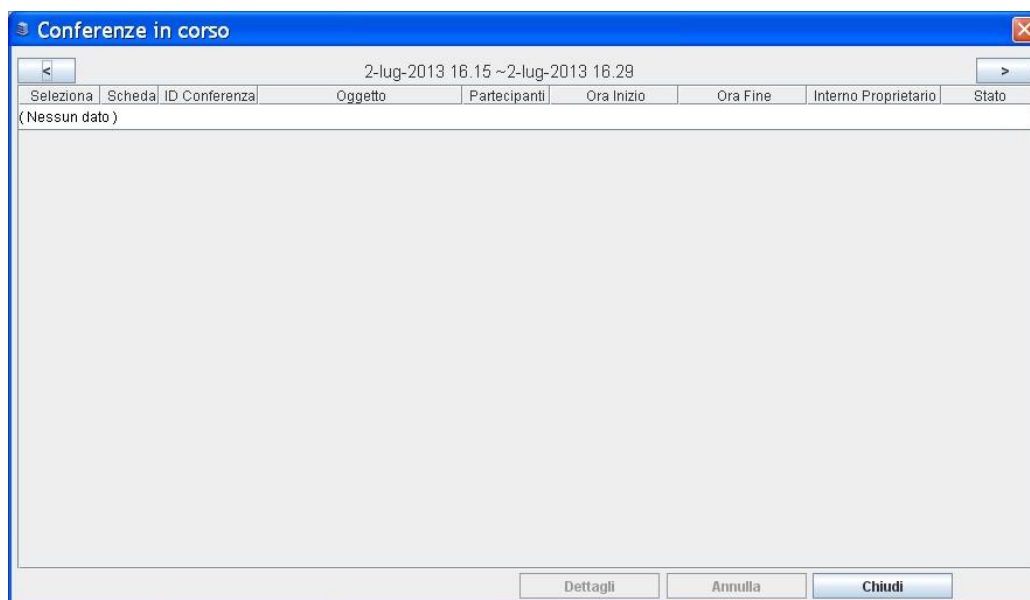 Conferenze in corso
< 2-lug-2013 16.15 ~2-lug-2013 16.29 >
Seleziona Scheda ID Conferenza Oggetto Partecipanti Ora Inizio Ora Fine Interno Proprietario Stato
( Nessun dato )
Dettagli Annulla Chiudi